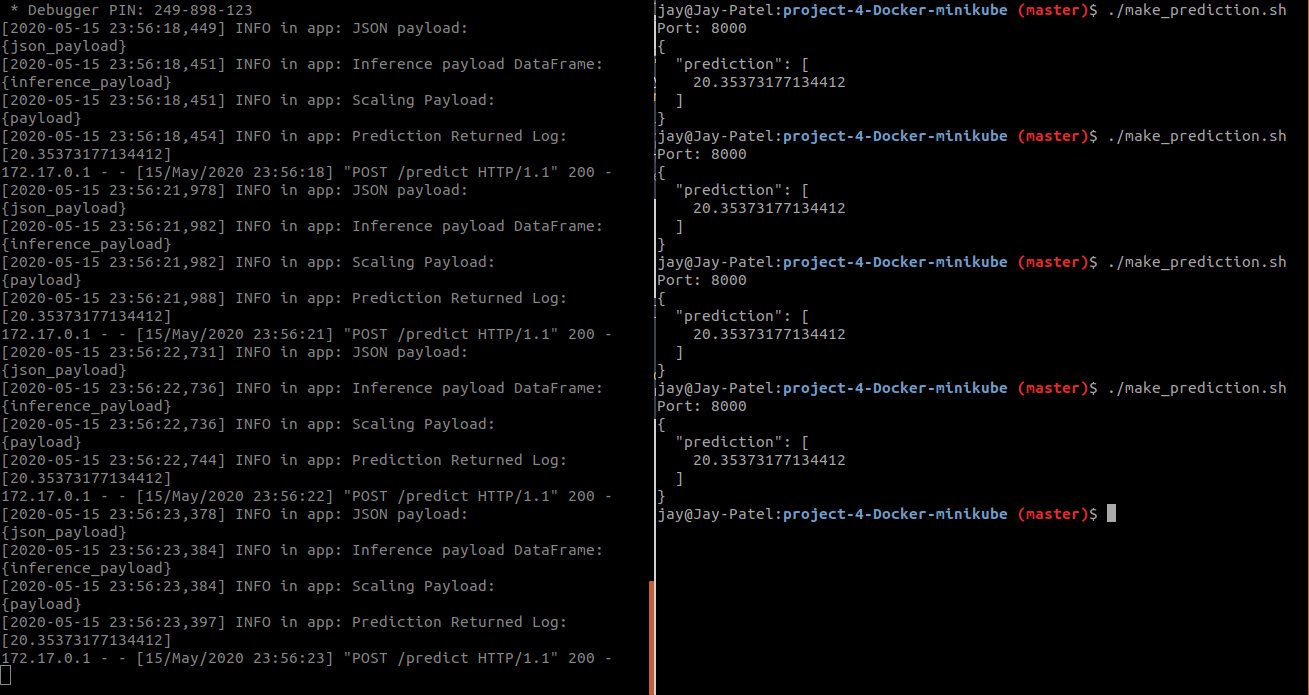 * Debugger PIN: 249-898-123
[2020-05-15 23:56:18,449] INFO in app: JSON payload:
{json_payload}
[2020-05-15 23:56:18,451] INFO in app: Inference payload DataFrame:
{inference_payload}
[2020-05-15 23:56:18,451] INFO in app: Scaling Payload:
{payload}
[2020-05-15 23:56:18,454] INFO in app: Prediction Returned Log:
[20.35373177134412]
172.17.0.1 - - [15/May/2020 23:56:18] "POST /predict HTTP/1.1" 200 -
[2020-05-15 23:56:21,978] INFO in app: JSON payload:
{json_payload}
[2020-05-15 23:56:21,982] INFO in app: Inference payload DataFrame:
{inference_payload}
[2020-05-15 23:56:21,982] INFO in app: Scaling Payload:
{payload}
[2020-05-15 23:56:21,988] INFO in app: Prediction Returned Log:
[20.35373177134412]
172.17.0.1 - - [15/May/2020 23:56:21] "POST /predict HTTP/1.1" 200 -
[2020-05-15 23:56:22,731] INFO in app: JSON payload:
{json_payload}
[2020-05-15 23:56:22,736] INFO in app: Inference payload DataFrame:
{inference_payload}
[2020-05-15 23:56:22,736] INFO in app: Scaling Payload:
{payload}
[2020-05-15 23:56:22,744] INFO in app: Prediction Returned Log:
[20.35373177134412]
172.17.0.1 - - [15/May/2020 23:56:22] "POST /predict HTTP/1.1" 200 -
[2020-05-15 23:56:23,378] INFO in app: JSON payload:
{json_payload}
[2020-05-15 23:56:23,384] INFO in app: Inference payload DataFrame:
{inference_payload}
[2020-05-15 23:56:23,384] INFO in app: Scaling Payload:
{payload}
[2020-05-15 23:56:23,397] INFO in app: Prediction Returned Log:
[20.35373177134412]
172.17.0.1 - - [15/May/2020 23:56:23] "POST /predict HTTP/1.1" 200 -
jay@Jay-Patel:project-4-Docker-minikube (master)$ ./make_prediction.sh
Port: 8000
{
  "prediction": [
    20.35373177134412
  ]
}
jay@Jay-Patel:project-4-Docker-minikube (master)$ ./make_prediction.sh
Port: 8000
{
  "prediction": [
    20.35373177134412
  ]
}
jay@Jay-Patel:project-4-Docker-minikube (master)$ ./make_prediction.sh
Port: 8000
{
  "prediction": [
    20.35373177134412
  ]
}
jay@Jay-Patel:project-4-Docker-minikube (master)$ ./make_prediction.sh
Port: 8000
{
  "prediction": [
    20.35373177134412
  ]
}
jay@Jay-Patel:project-4-Docker-minikube (master)$